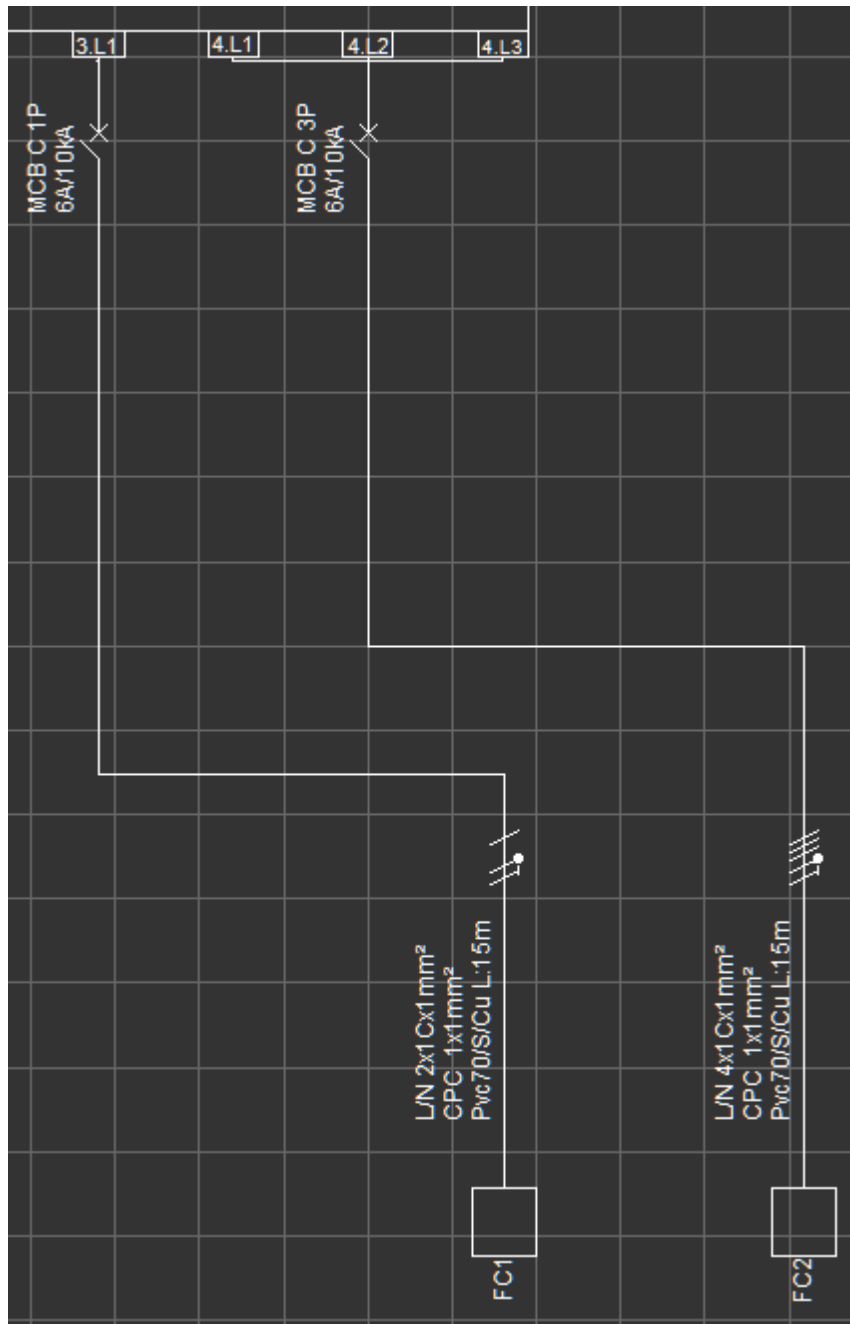 3.L1
4.L1
4.L2
4.L3
MCB C 1P
6A/10kA
MCB C 3P
6A/10kA
L/N 2x1Cx1mm²
CPC 1x1mm²
Pvc70/S/Cu L:15m
L/N 4x1Cx1mm²
CPC 1x1mm²
Pvc70/S/Cu L:15m
FC1
FC2